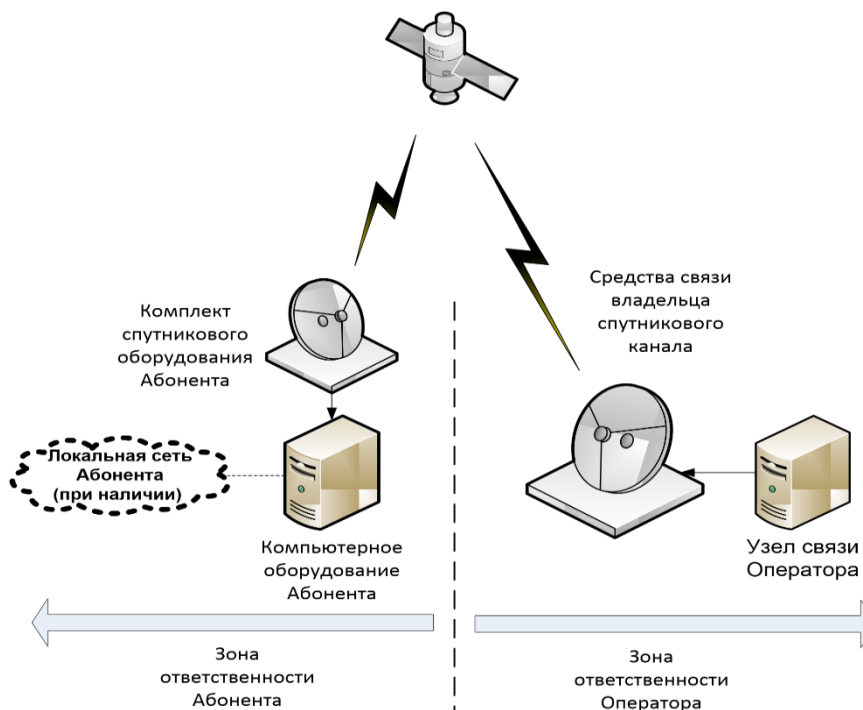 Комплект
спутникового
оборудования
Абонента
Средства связи
владельца
спутникового
канала
Локальная сеть
Абонента
(при наличии)
Компьютерное
оборудование
Абонента
Узел связи
Оператора
Зона
ответственности
Абонента
Зона
ответственности
Оператора